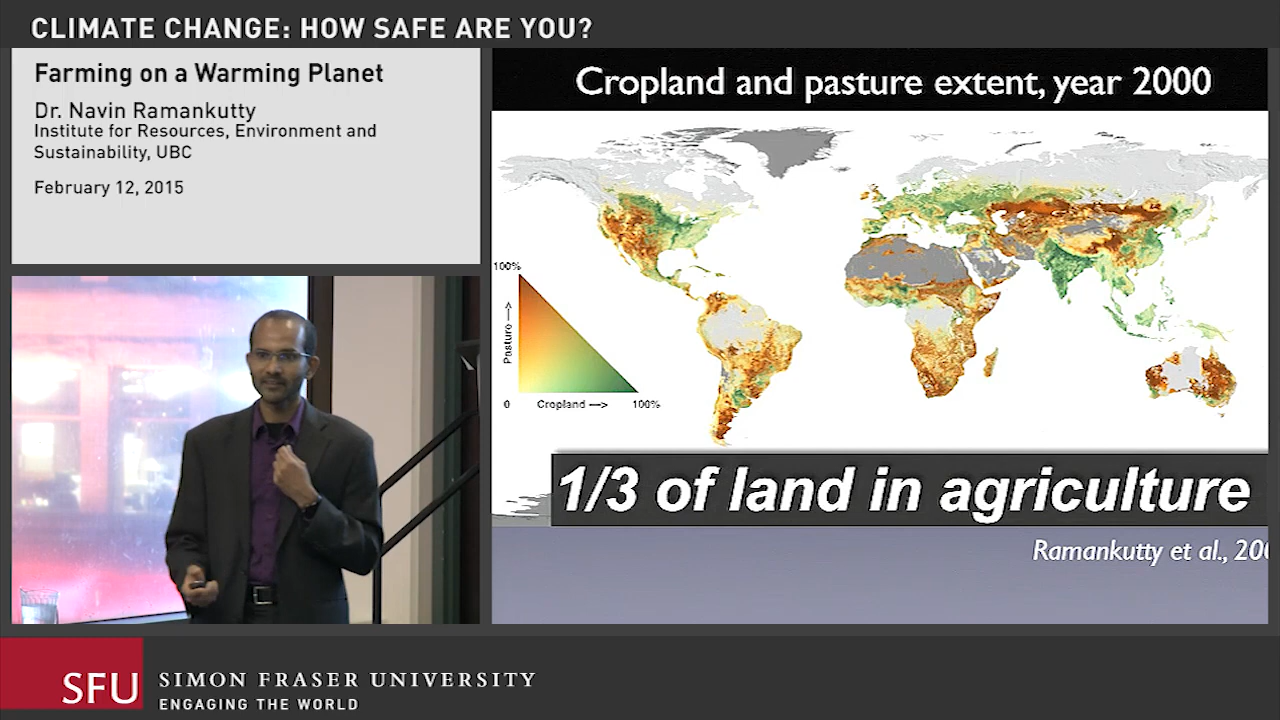 CLIMATE CHANGE: HOW SAFE ARE YOU?
Farming on a Warming Planet
Dr. Navin Ramankutty
Institute for Resources, Environment and
Sustainability, UBC
February 12, 2015
Cropland and pasture extent, year 2000
100%
Pasture -->
0 Cropland --> 100%
1/3 of land in agriculture
Ramankutty et al., 200
SFU
SIMON FRASER UNIVERSITY
ENGAGING THE WORLD